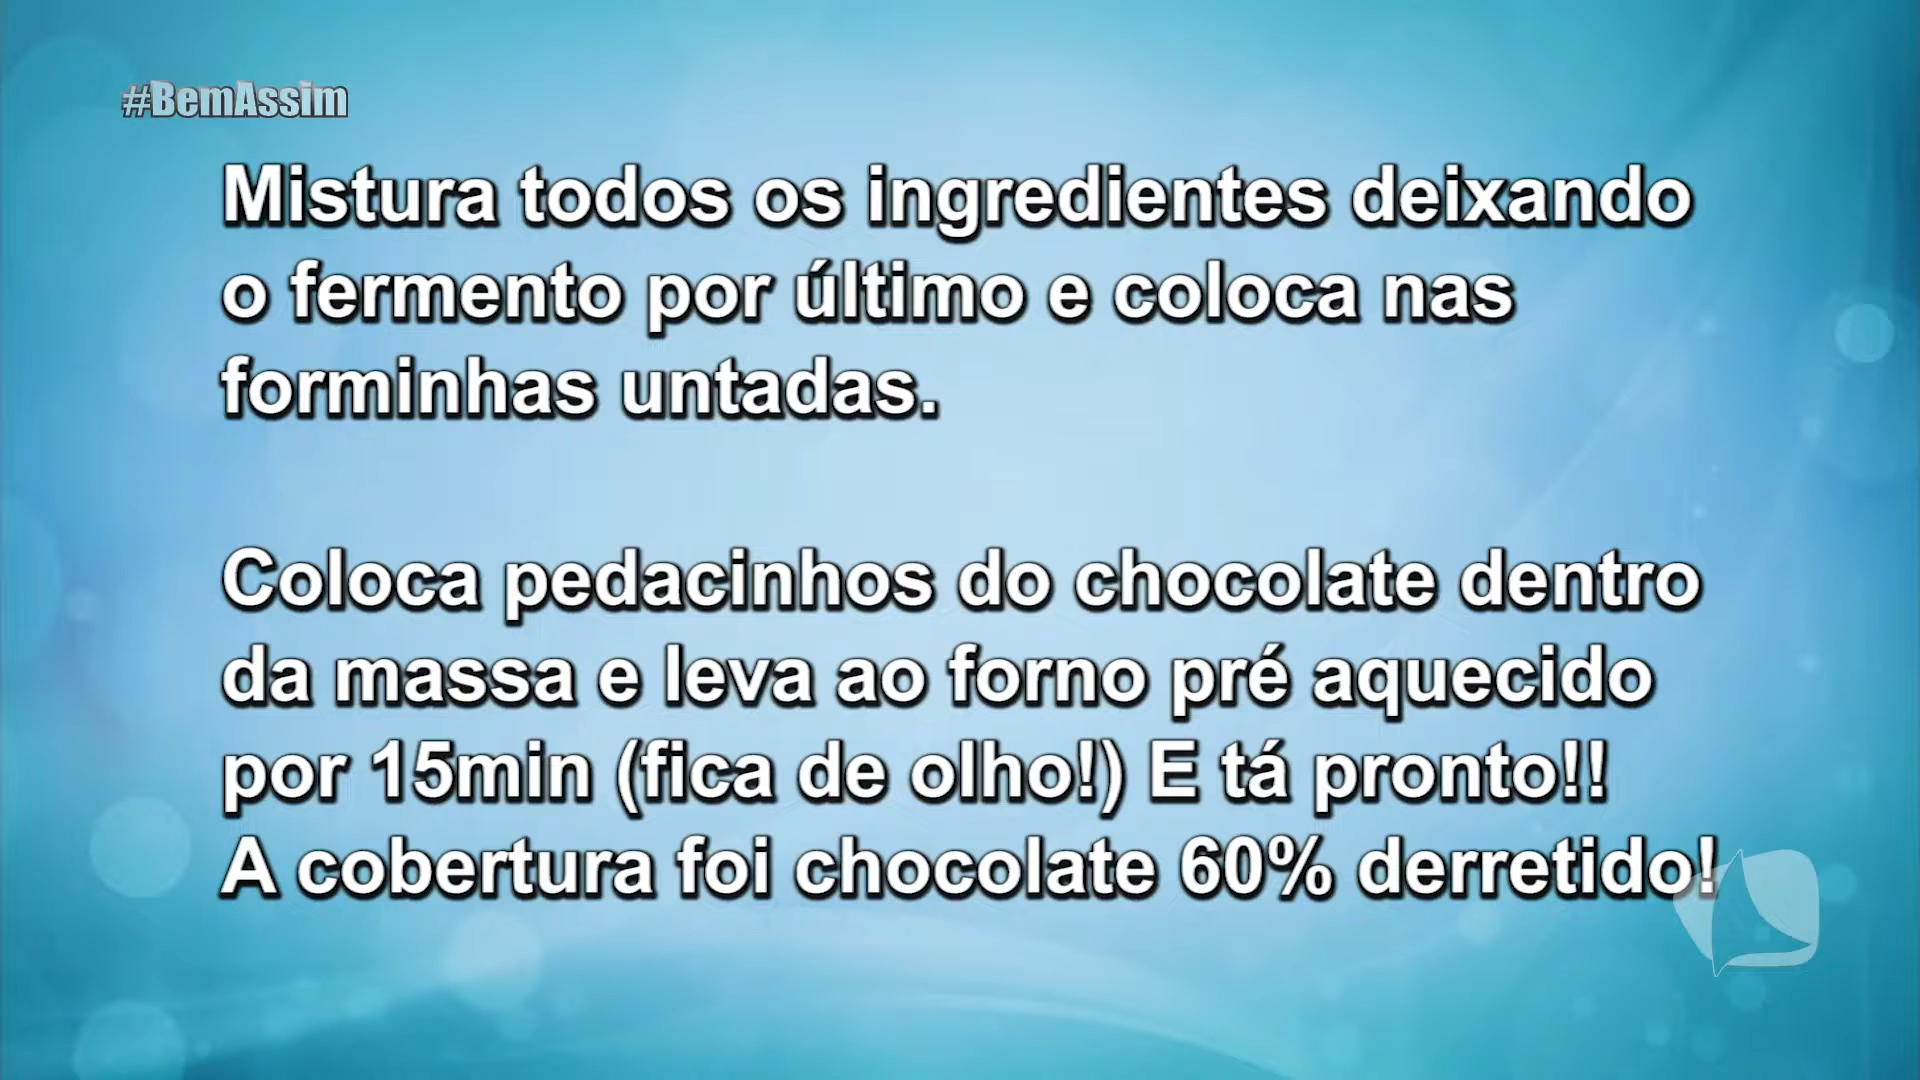 #BemAssim
Mistura todos os ingredientes deixando
o fermento por último e coloca nas
forminhas untadas.
Coloca pedacinhos do chocolate dentro
da massa e leva ao forno pré aquecido
por 15min (fica de olho!) E tá pronto!!
A cobertura foi chocolate 60% derretido!